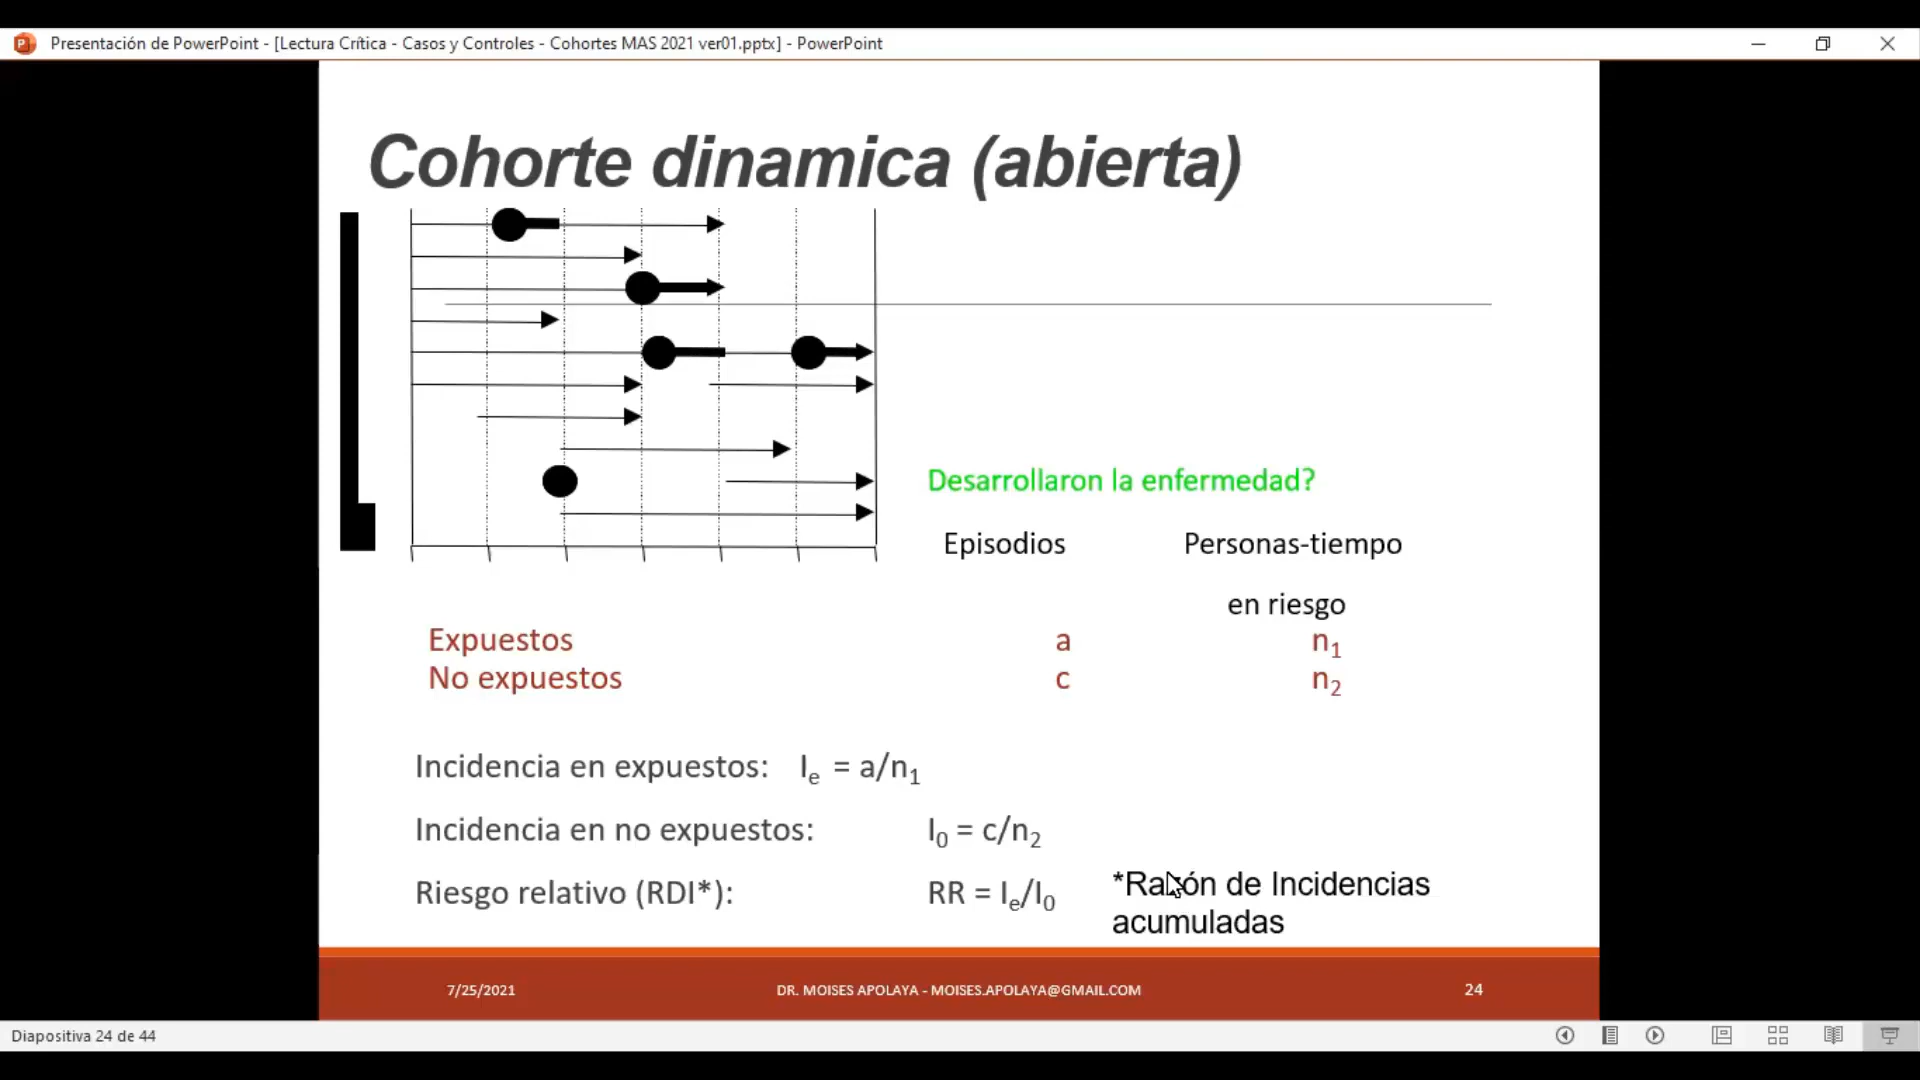 Presentación de PowerPoint - [Lectura Crítica - Casos y Controles - Cohortes MAS 2021 ver01.pptx] - PowerPoint
Cohorte dinamica (abierta)
Desarrollaron la enfermedad?
Episodios Personas-tiempo
en riesgo
Expuestos a n₁
No expuestos c n₂
Incidencia en expuestos: Iₑ = a/n₁
Incidencia en no expuestos: I₀ = c/n₂
Riesgo relativo (RDI*): RR = Iₑ/I₀
*Razón de Incidencias
acumuladas
7/25/2021 DR. MOISES APOLAYA - MOISES.APOLAYA@GMAIL.COM 24
Diapositiva 24 de 44